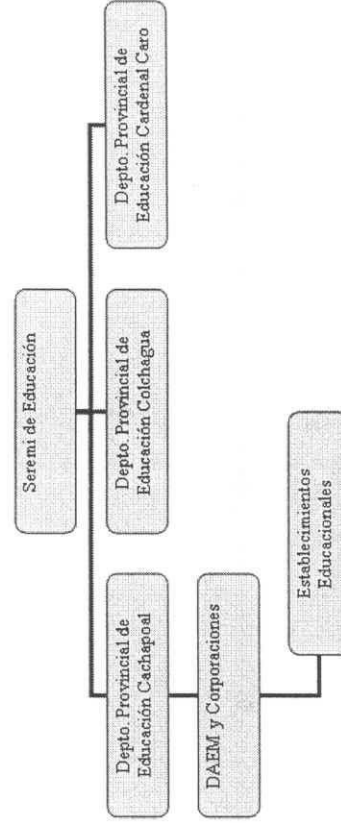 Seremi de Educación
Depto. Provincial de
Educación Cachapoal
Depto. Provincial de
Educación Colchagua
Depto. Provincial de
Educación Cardenal Caro
DAEM y Corporaciones
Establecimientos
Educacionales